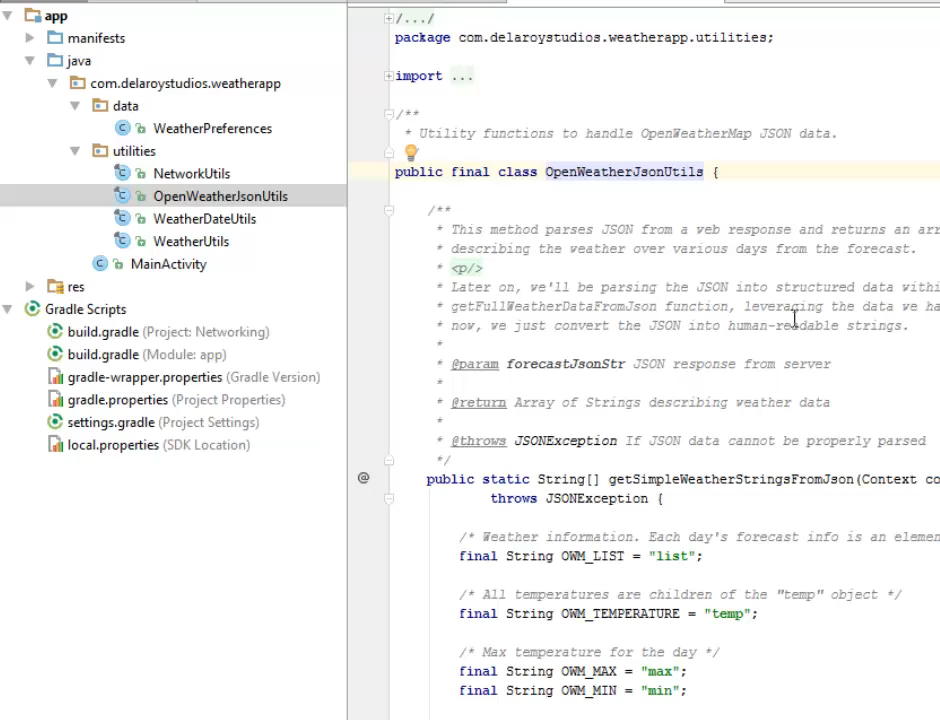 app
manifests
java
com.delaroystudios.weatherapp
data
WeatherPreferences
utilities
NetworkUtils
OpenWeatherJsonUtils
WeatherDateUtils
WeatherUtils
MainActivity
res
Gradle Scripts
build.gradle (Project: Networking)
build.gradle (Module: app)
gradle-wrapper.properties (Gradle Version)
gradle.properties (Project Properties)
settings.gradle (Project Settings)
local.properties (SDK Location)
/.../
package com.delaroystudios.weatherapp.utilities;
import ...
/**
* Utility functions to handle OpenWeatherMap JSON data.
public final class OpenWeatherJsonUtils {
/**
* This method parses JSON from a web response and returns an arr
* describing the weather over various days from the forecast.
* <p/>
* Later on, we'll be parsing the JSON into structured data withi
* getFullWeatherDataFromJson function, leveraging the data we ha
* now, we just convert the JSON into human-readable strings.
*
* @param forecastJsonStr JSON response from server
*
* @return Array of Strings describing weather data
*
* @throws JSONException If JSON data cannot be properly parsed
*/
@ public static String[] getSimpleWeatherStringsFromJson(Context co
throws JSONException {
/* Weather information. Each day's forecast info is an elemen
final String OWM_LIST = "list";
/* All temperatures are children of the "temp" object */
final String OWM_TEMPERATURE = "temp";
/* Max temperature for the day */
final String OWM_MAX = "max";
final String OWM_MIN = "min";